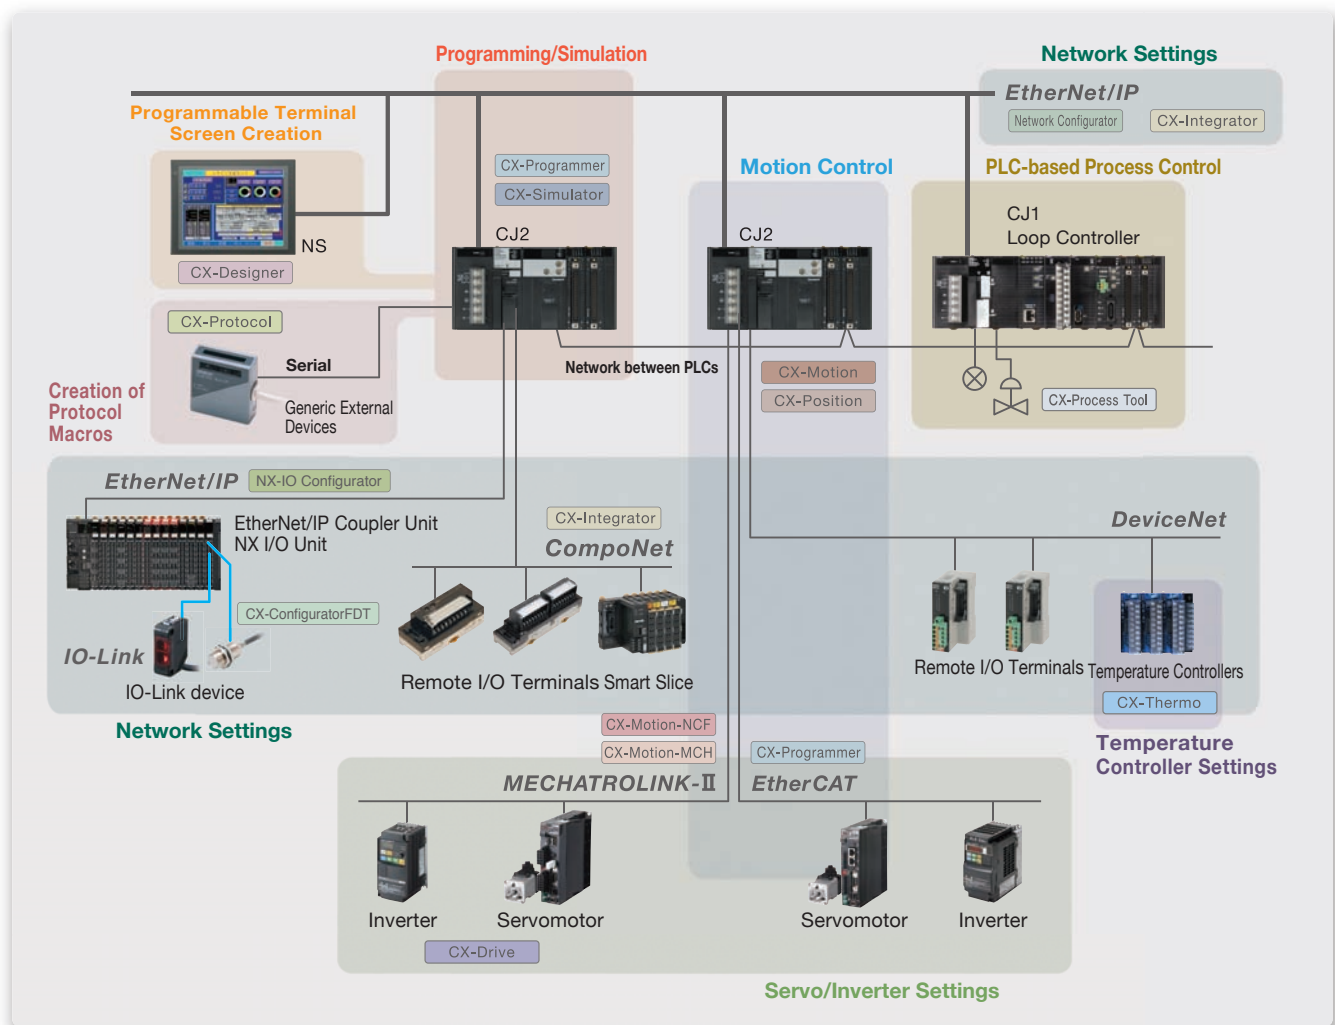 Programming/Simulation
Network Settings
EtherNet/IP
Network Configurator
CX-Integrator
Programmable Terminal
Screen Creation
CX-Programmer
CX-Simulator
Motion Control
PLC-based Process Control
CJ1
Loop Controller
CJ2
CJ2
NS
CX-Designer
CX-Protocol
Serial
Network between PLCs
CX-Motion
CX-Position
CX-Process Tool
Creation of
Protocol
Macros
Generic External
Devices
EtherNet/IP
NX-IO Configurator
EtherNet/IP Coupler Unit
NX I/O Unit
CX-Integrator
CompoNet
DeviceNet
CX-ConfiguratorFDT
IO-Link
IO-Link device
Remote I/O Terminals
Smart Slice
Remote I/O Terminals
Temperature Controllers
CX-Thermo
Network Settings
CX-Motion-NCF
CX-Motion-MCH
CX-Programmer
Temperature
Controller Settings
MECHATROLINK-II
EtherCAT
Inverter
Servomotor
Servomotor
Inverter
CX-Drive
Servo/Inverter Settings